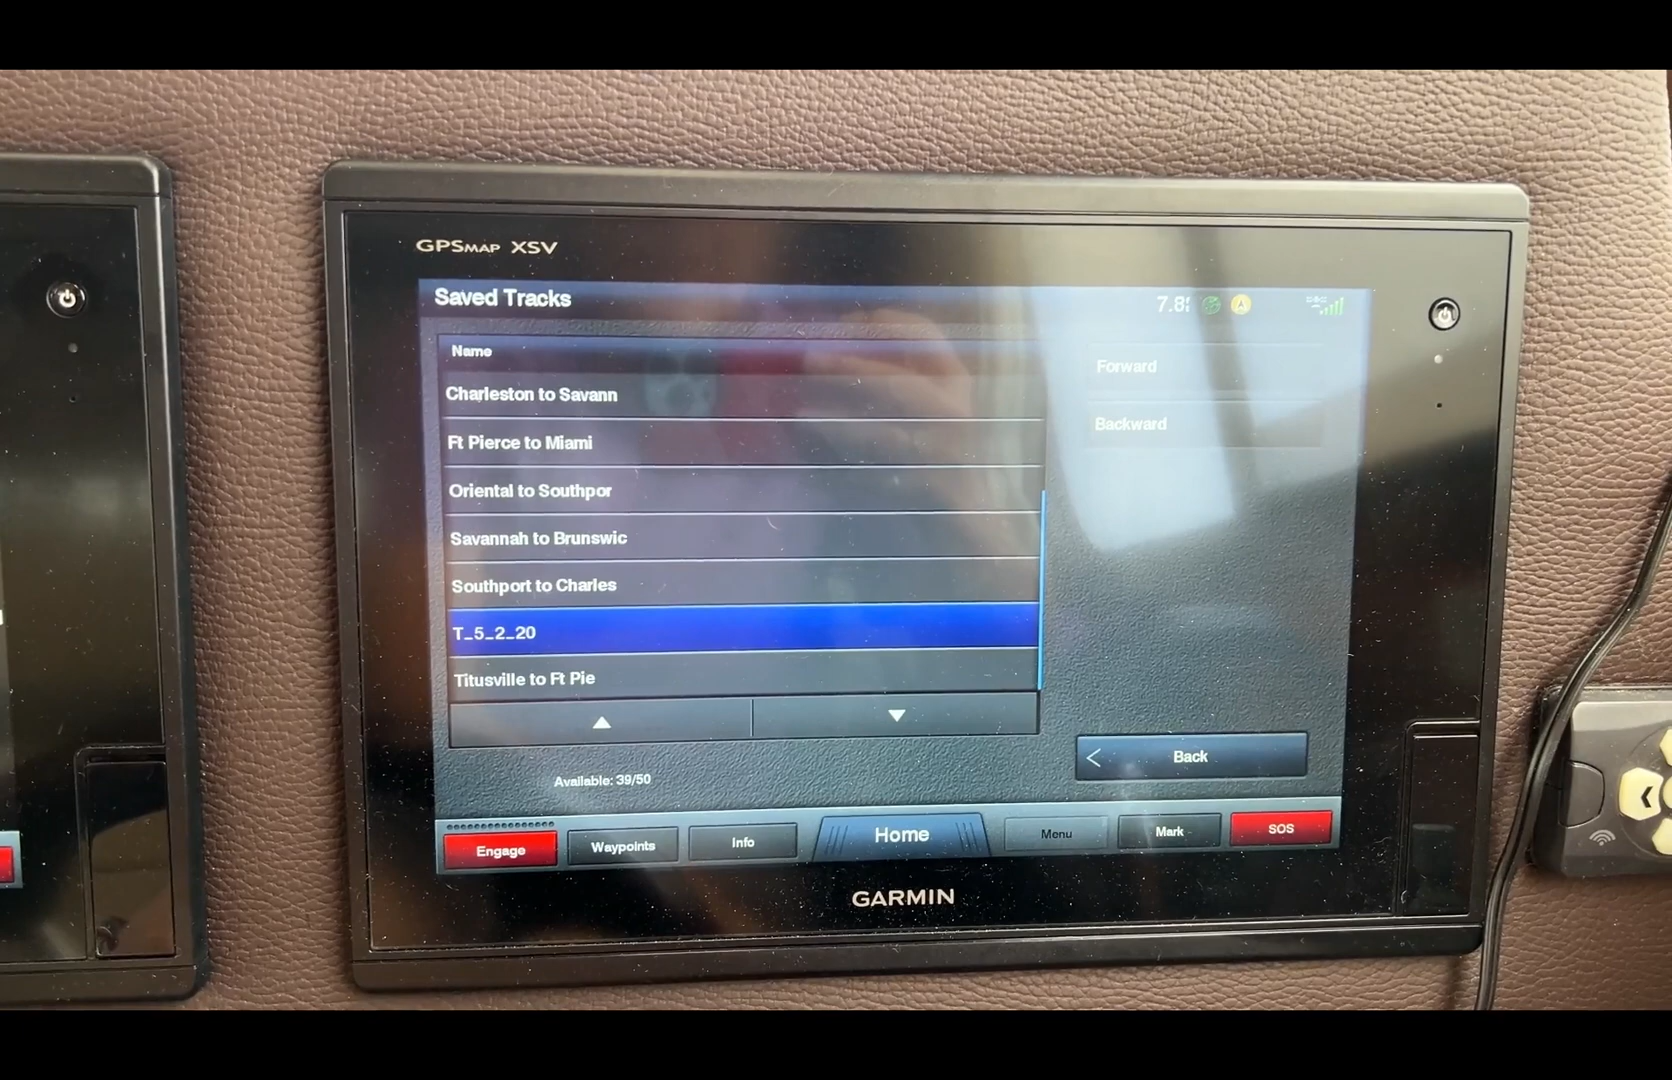 GPSMAP XSV
Saved Tracks
Name
Charleston to Savann
Ft Pierce to Miami
Oriental to Southpor
Savannah to Brunswic
Southport to Charles
T_5_2_20
Titusville to Ft Pie
Available: 39/50
Forward
Backward
Back
Engage
Waypoints
Info
Home
Menu
Mark
SOS
GARMIN